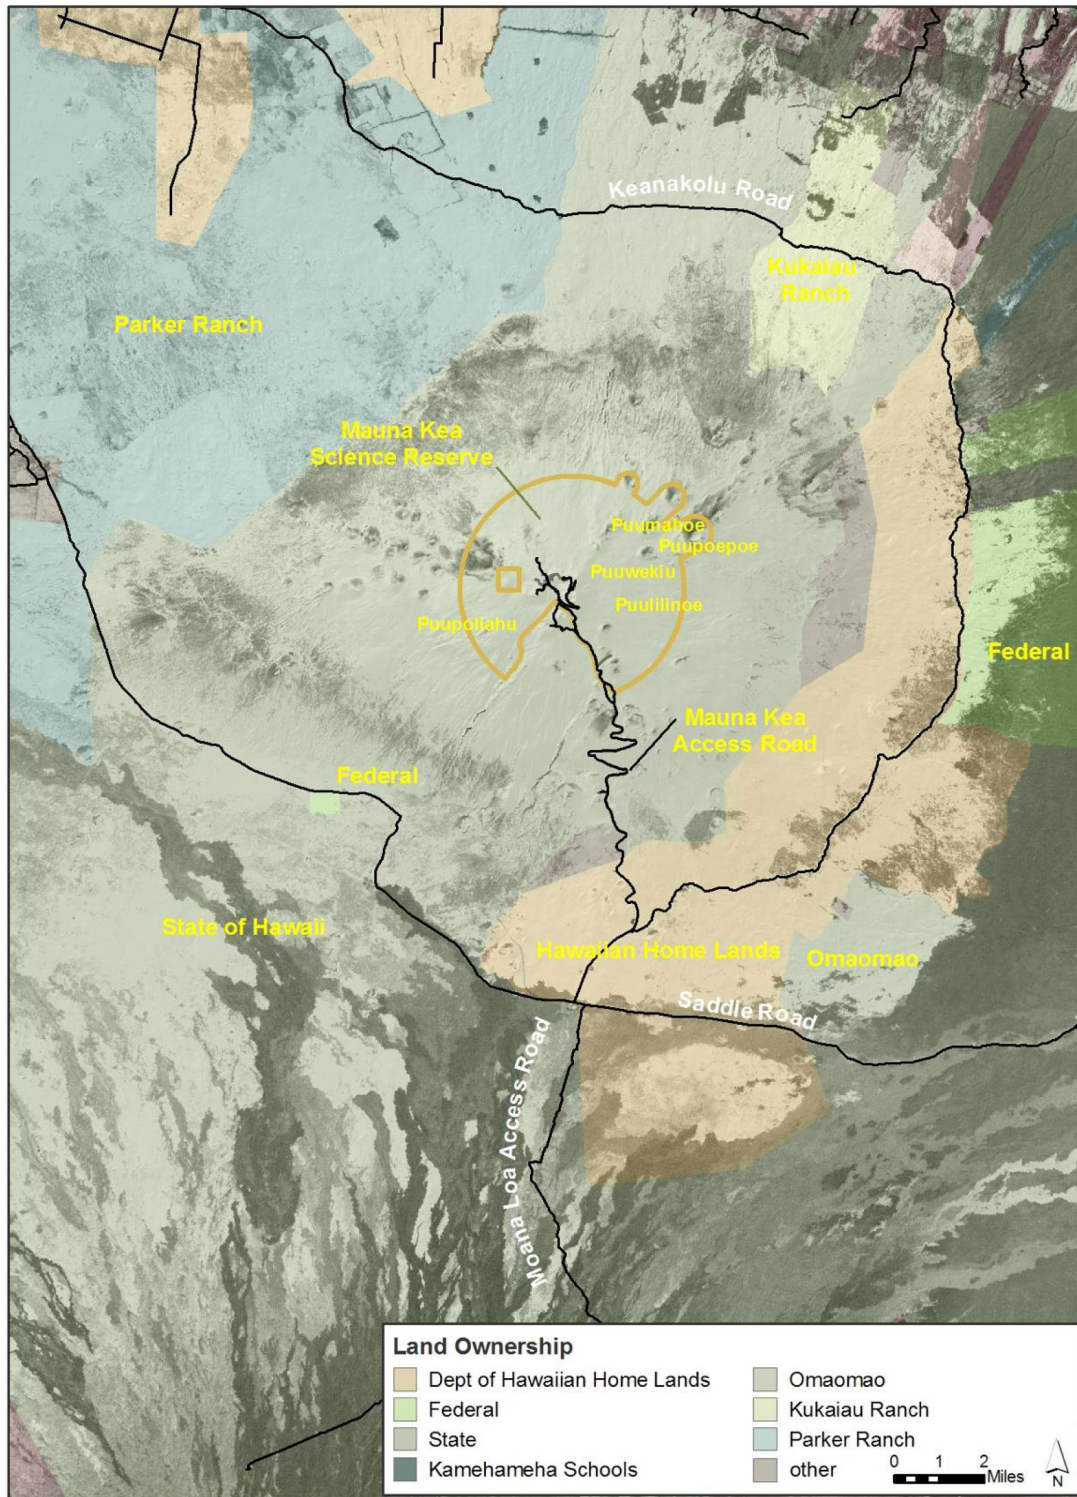 Keanakolu Road
Kukaiau
Ranch
Parker Ranch
Mauna Kea
Science Reserve
Puumahoe
Puupoepoe
Puuwekiu
Puulilinoe
Puupoliahu
Federal
Mauna Kea
Access Road
Federal
State of Hawaii
Hawaiian Home Lands
Omaomao
Saddle Road
Moana Loa Access Road
Land Ownership
Dept of Hawaiian Home Lands
Federal
State
Kamehameha Schools
Omaomao
Kukaiau Ranch
Parker Ranch
other
0 1 2
Miles
N